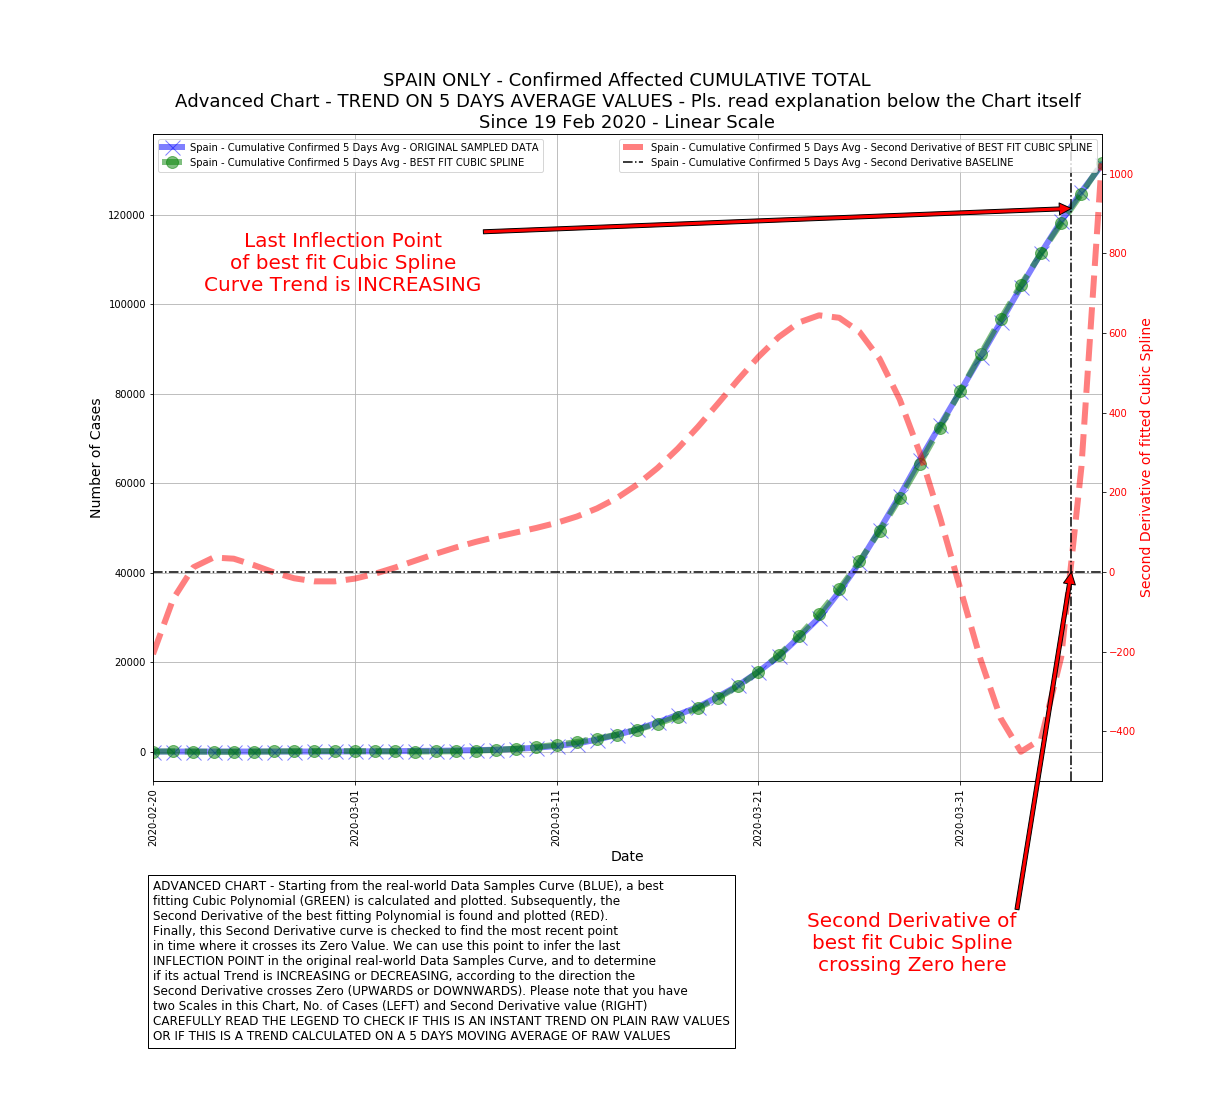 SPAIN ONLY - Confirmed Affected CUMULATIVE TOTAL
Advanced Chart - TREND ON 5 DAYS AVERAGE VALUES - Pls. read explanation below the Chart itself
Since 19 Feb 2020 - Linear Scale
Spain - Cumulative Confirmed 5 Days Avg - ORIGINAL SAMPLED DATA
Spain - Cumulative Confirmed 5 Days Avg - BEST FIT CUBIC SPLINE
Spain - Cumulative Confirmed 5 Days Avg - Second Derivative of BEST FIT CUBIC SPLINE
Spain - Cumulative Confirmed 5 Days Avg - Second Derivative BASELINE
Last Inflection Point
of best fit Cubic Spline
Curve Trend is INCREASING
Number of Cases
120000
100000
80000
60000
40000
20000
0
1000
800
600
400
200
0
−200
−400
Second Derivative of fitted Cubic Spline
2020-02-20
2020-03-01
2020-03-11
2020-03-21
2020-03-31
Date
ADVANCED CHART - Starting from the real-world Data Samples Curve (BLUE), a best
fitting Cubic Polynomial (GREEN) is calculated and plotted. Subsequently, the
Second Derivative of the best fitting Polynomial is found and plotted (RED).
Finally, this Second Derivative curve is checked to find the most recent point
in time where it crosses its Zero Value. We can use this point to infer the last
INFLECTION POINT in the original real-world Data Samples Curve, and to determine
if its actual Trend is INCREASING or DECREASING, according to the direction the
Second Derivative crosses Zero (UPWARDS or DOWNWARDS). Please note that you have
two Scales in this Chart, No. of Cases (LEFT) and Second Derivative value (RIGHT)
CAREFULLY READ THE LEGEND TO CHECK IF THIS IS AN INSTANT TREND ON PLAIN RAW VALUES
OR IF THIS IS A TREND CALCULATED ON A 5 DAYS MOVING AVERAGE OF RAW VALUES
Second Derivative of
best fit Cubic Spline
crossing Zero here